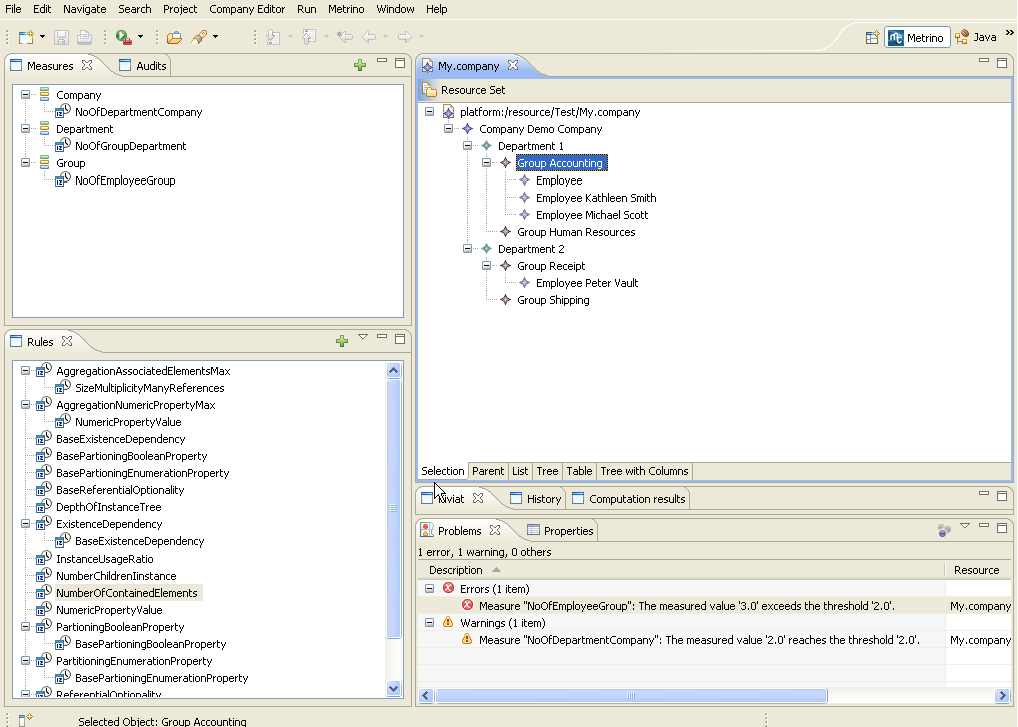 File Edit Navigate Search Project Company Editor Run Metrino Window Help
Metrino Java »
Measures Audits
Company
NoOfDepartmentCompany
Department
NoOfGroupDepartment
Group
NoOfEmployeeGroup
My.company
Resource Set
platform:/resource/Test/My.company
Company Demo Company
Department 1
Group Accounting
Employee
Employee Kathleen Smith
Employee Michael Scott
Group Human Resources
Department 2
Group Receipt
Employee Peter Vault
Group Shipping
Selection Parent List Tree Table Tree with Columns
Rules
AggregationAssociatedElementsMax
SizeMultiplicityManyReferences
AggregationNumericPropertyMax
NumericPropertyValue
BaseExistenceDependency
BasePartioningBooleanProperty
BasePartioningEnumerationProperty
BaseReferentialOptionality
DepthOfInstanceTree
ExistenceDependency
BaseExistenceDependency
InstanceUsageRatio
NumberChildrenIinstance
NumberOfContainedElements
NumericPropertyValue
PartioningBooleanProperty
BasePartioningBooleanProperty
PartitioningEnumerationProperty
BasePartioningEnumerationProperty
ReferentialOptionality
History Computation results
Problems Properties
1 error, 1 warning, 0 others
Description Resource
Errors (1 item)
Measure "NoOfEmployeeGroup": The measured value '3.0' exceeds the threshold '2.0'. My.company
Warnings (1 item)
Measure "NoOfDepartmentCompany": The measured value '2.0' reaches the threshold '2.0'. My.company
Selected Object: Group Accounting